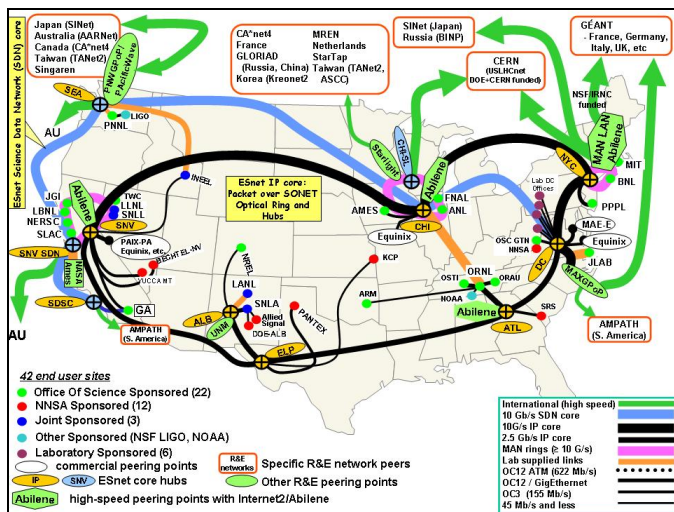 Japan (SINet)
Australia (AARNet)
Canada (CA*net4
Taiwan (TANet2)
Singaren
ESnet Science Data Network (SDN) core
PNWGPoP/
PAcificWave
SEA
AU
PNNL
LIGO
CA*net4
France
GLORIAD
(Russia, China)
Korea (Kreonet2
MREN
Netherlands
StarTap
Taiwan (TANet2,
ASCC)
SINet (Japan)
Russia (BINP)
CERN
(USLHCnet
DOE+CERN funded)
GÉANT
- France, Germany,
Italy, UK, etc
NSF/IRNC
funded
MAN LAN
Abilene
NYC
MIT
BNL
PPPL
Starlight
CHI-SL
Abilene
FNAL
ANL
AMES
CHI
Equinix
ESnet IP core:
Packet over SONET
Optical Ring and
Hubs
INEEL
JGI
LBNL
NERSC
SLAC
Abilene
TWC
LLNL
SNLL
SNV
PAIX-PA
Equinix, etc.
SNV SDN
NASA
Ames
BECHTEL-NV
YUCCA MT
SDSC
GA
AU
AMPATH
(S. America)
NREL
LANL
SNLA
Allied
Signal
DOE-ALB
ALB
UNM
PANTEX
ELP
KCP
ARM
OSTI
ORNL
ORAU
NOAA
Abilene
SRS
ATL
Lab DC
Offices
OSC GTN
NNSA
DC
MAE-E
Equinix
JLAB
MAXGPoP
AMPATH
(S. America)
42 end user sites
Office Of Science Sponsored (22)
NNSA Sponsored (12)
Joint Sponsored (3)
Other Sponsored (NSF LIGO, NOAA)
Laboratory Sponsored (6)
commercial peering points
IP
SNV
ESnet core hubs
Abilene
high-speed peering points with Internet2/Abilene
R&E
networks
Specific R&E network peers
Other R&E peering points
International (high speed)
10 Gb/s SDN core
10G/s IP core
2.5 Gb/s IP core
MAN rings (≥ 10 G/s)
Lab supplied links
OC12 ATM (622 Mb/s)
OC12 / GigEthernet
OC3 (155 Mb/s)
45 Mb/s and less